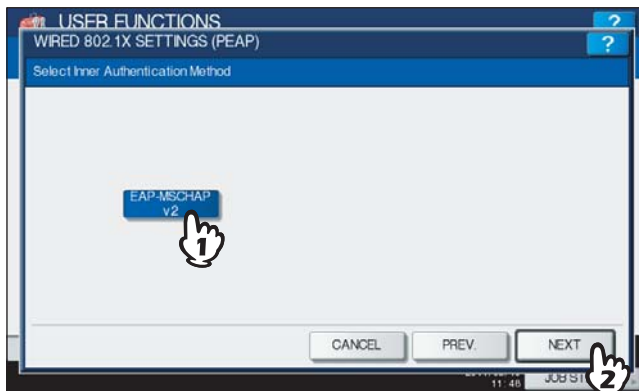 USER FUNCTIONS
?
WIRED 802.1X SETTINGS (PEAP)
?
Select Inner Authentication Method
EAP-MSCHAP
v2
1
CANCEL
PREV.
NEXT
11:46
JOB ST
2